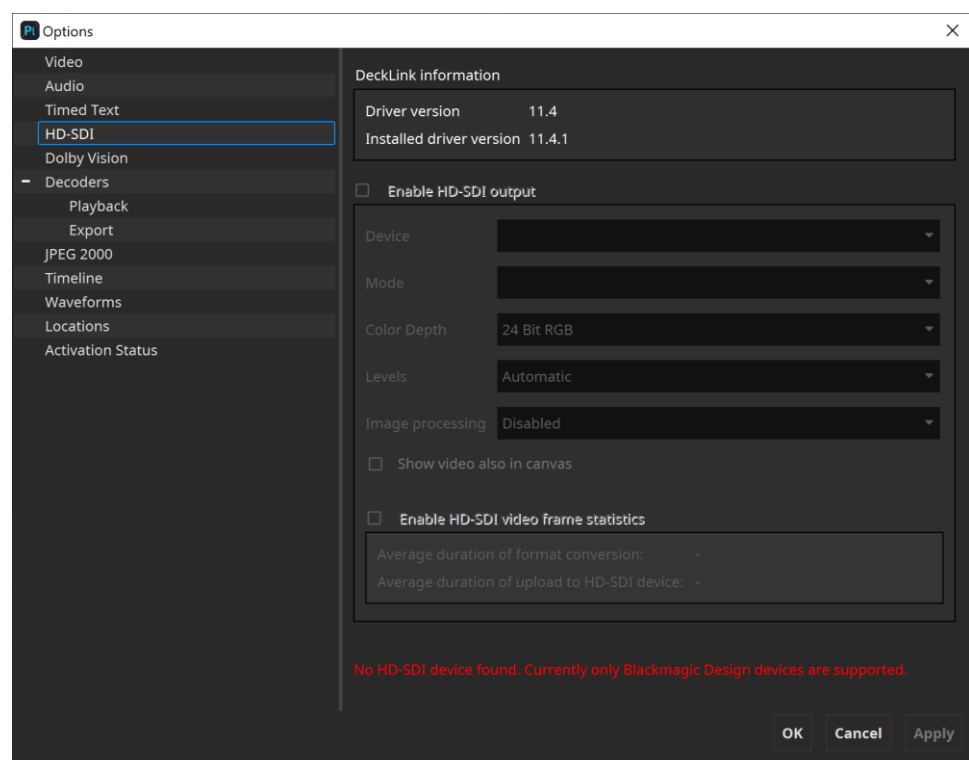 Pl Options
Video
Audio
Timed Text
HD-SDI
Dolby Vision
Decoders
Playback
Export
JPEG 2000
Timeline
Waveforms
Locations
Activation Status
DeckLink information
Driver version 11.4
Installed driver version 11.4.1
Enable HD-SDI output
Device
Mode
Color Depth 24 Bit RGB
Levels Automatic
Image processing Disabled
Show video also in canvas
Enable HD-SDI video frame statistics
Average duration of format conversion: -
Average duration of upload to HD-SDI device: -
No HD-SDI device found. Currently only Blackmagic Design devices are supported.
OK Cancel Apply